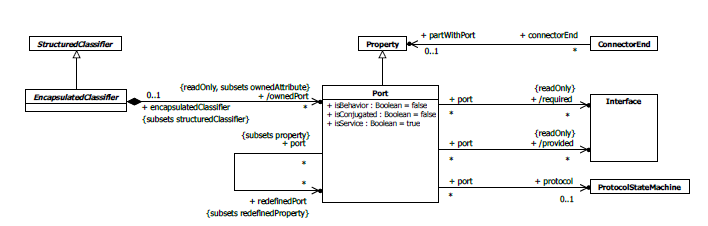 StructuredClassifier
Property
+ partWithPort
+ connectorEnd
0..1
*
ConnectorEnd
EncapsulatedClassifier
0..1
{readOnly, subsets ownedAttribute}
+ /ownedPort
+ encapsulatedClassifier
*
{subsets structuredClassifier}
Port
+ isBehavior : Boolean = false
+ isConjugated : Boolean = false
+ isService : Boolean = true
{readOnly}
+ port
+ /required
*
*
Interface
{readOnly}
+ port
+ /provided
*
*
{subsets property}
+ port
*
*
+ redefinedPort
{subsets redefinedProperty}
+ port
+ protocol
*
0..1
ProtocolStateMachine